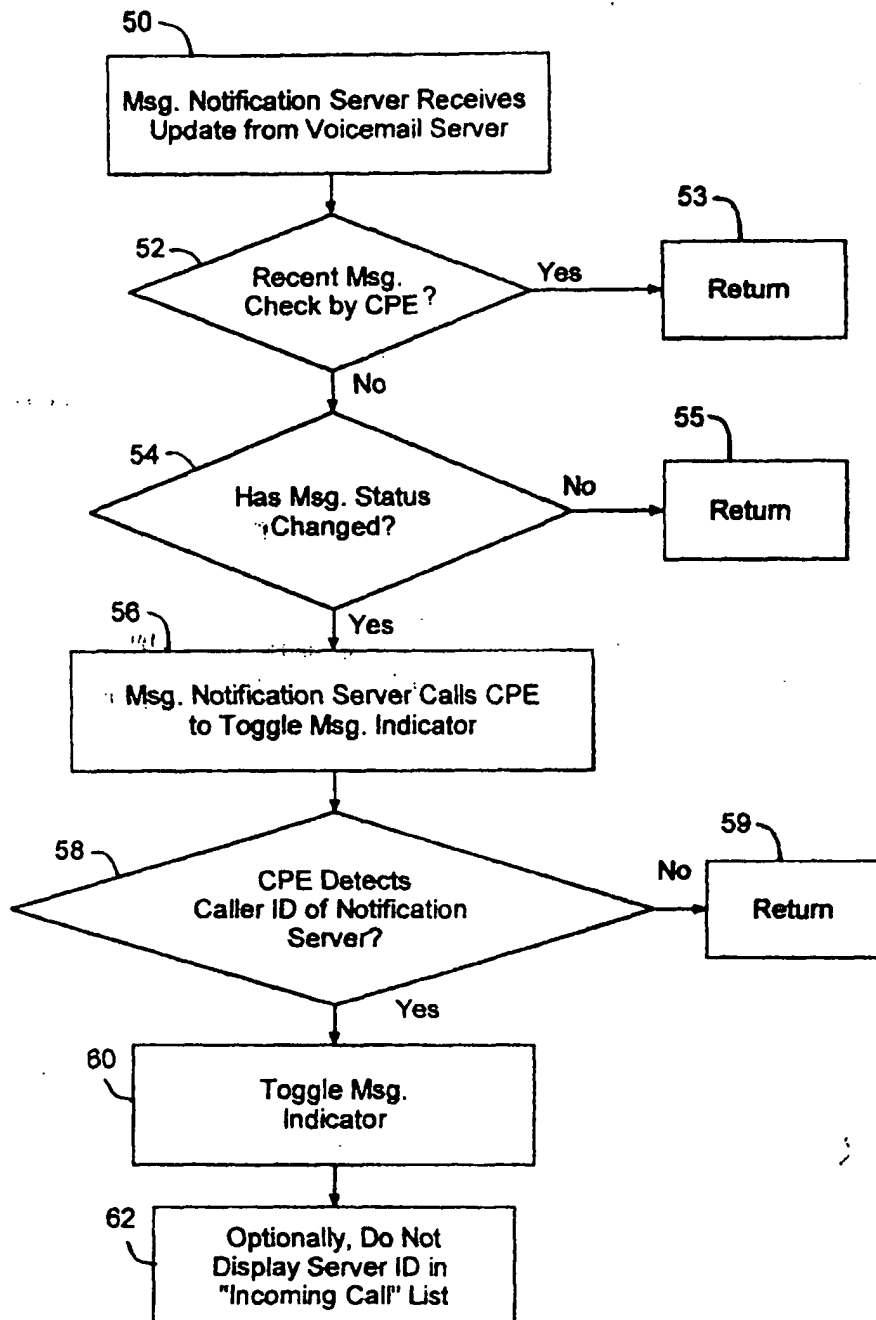 50
Msg. Notification Server Receives
Update from Voicemail Server
52
Recent Msg.
Check by CPE?
Yes
53
Return
No
54
Has Msg. Status
Changed?
No
55
Return
Yes
56
Msg. Notification Server Calls CPE
to Toggle Msg. Indicator
58
CPE Detects
Caller ID of Notification
Server?
No
59
Return
Yes
60
Toggle Msg.
Indicator
62
Optionally, Do Not
Display Server ID in
"Incoming Call" List